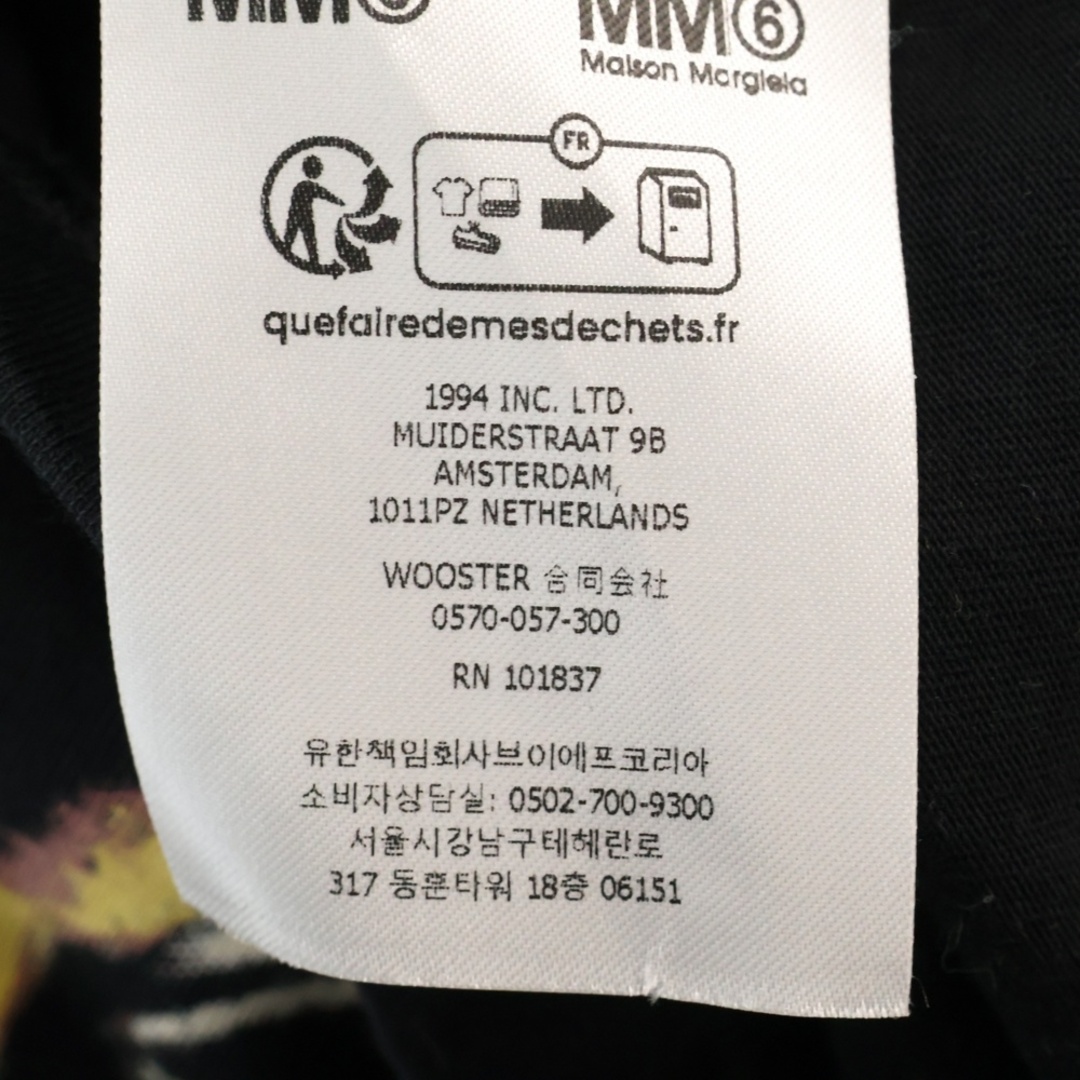 MM6 MM6
Maison Margiela
FR
quefairedemesdechets.fr
1994 INC. LTD.
MUIDERSTRAAT 9B
AMSTERDAM,
1011PZ NETHERLANDS
WOOSTER 合同会社
0570-057-300
RN 101837
유한책임회사브이에프코리아
소비자상담실: 0502-700-9300
서울시강남구테헤란로
317 동훈타워 18층 06151